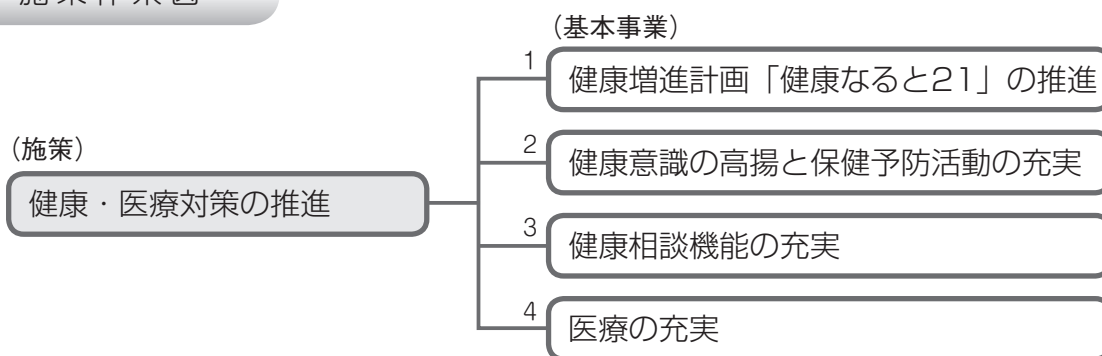 施策体系図
（基本事業）
1 健康増進計画「健康なると21」の推進
（施策）
2 健康意識の高揚と保健予防活動の充実
健康・医療対策の推進
3 健康相談機能の充実
4 医療の充実